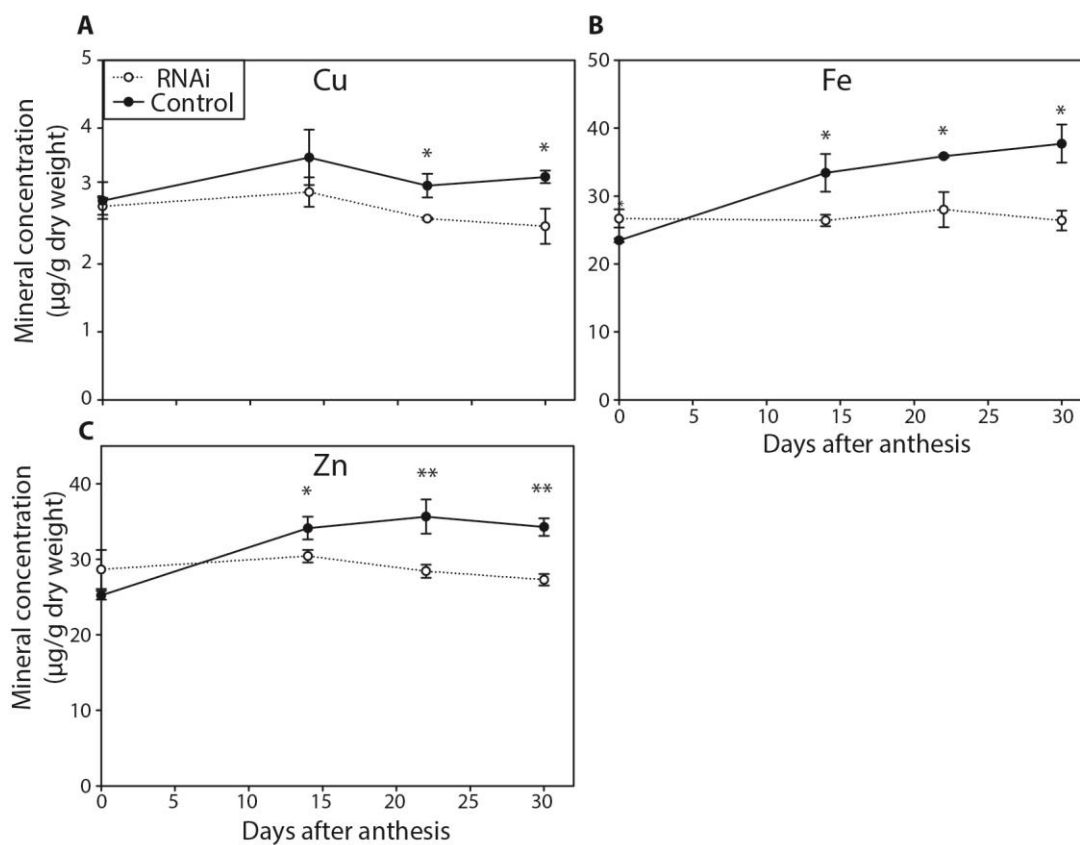 A
B
5
4
3
2
1
0
RNAi
Control
Cu
*
*
Mineral concentration
(µg/g dry weight)
50
40
30
20
10
0
Fe
*
*
*
*
0 5 10 15 20 25 30
Days after anthesis
C
Zn
*
**
**
40
30
20
10
0
Mineral concentration
(µg/g dry weight)
0 5 10 15 20 25 30
Days after anthesis